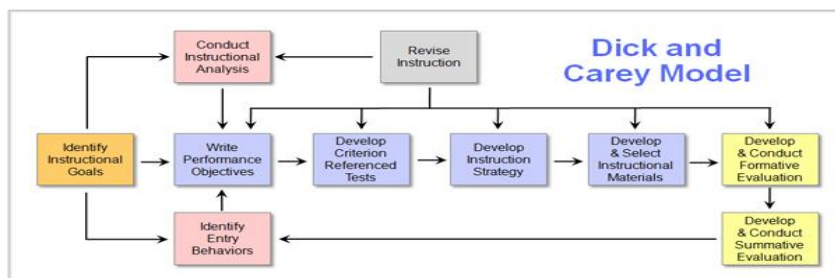 Conduct
Instructional
Analysis
Revise
Instruction
Dick and
Carey Model
Identify
Instructional
Goals
Write
Performance
Objectives
Develop
Criterion
Referenced
Tests
Develop
Instruction
Strategy
Develop
& Select
Instructional
Materials
Develop
& Conduct
Formative
Evaluation
Identify
Entry
Behaviors
Develop
& Conduct
Summative
Evaluation